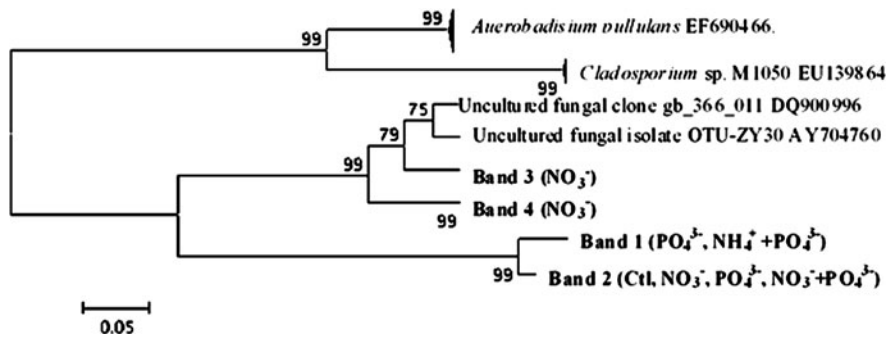 99
99
Auerobadisium pullulans EF690466.
Cladosporium sp. M1050 EU139864
99
Uncultured fungal clone gb_366_011 DQ900996
75
Uncultured fungal isolate OTU-ZY30 AY704760
79
99
Band 3 (NO₃⁻)
Band 4 (NO₃⁻)
99
Band 1 (PO₄³⁻, NH₄⁺+PO₄³⁻)
99
Band 2 (Ctl, NO₃⁻, PO₄³⁻, NO₃⁻+PO₄³⁻)
0.05